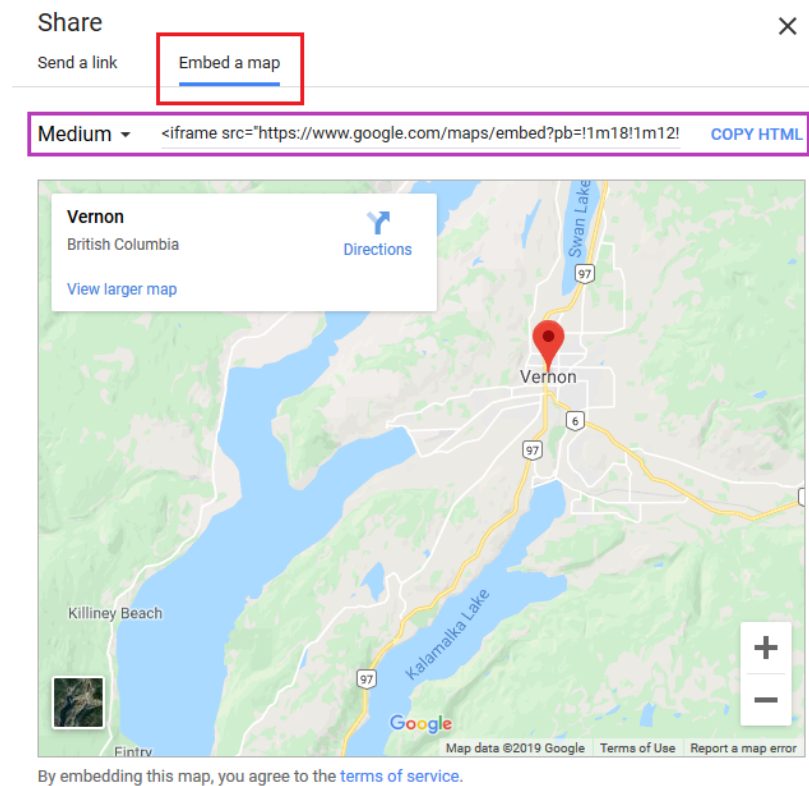 Share
Send a link Embed a map
Medium <iframe src="https://www.google.com/maps/embed?pb=!1m18!1m12! COPY HTML
Vernon
British Columbia
Directions
View larger map
Swan Lake
97
Vernon
6
97
Killiney Beach
Kalamalka Lake
97
Google
Fintry
Map data ©2019 Google Terms of Use Report a map error
By embedding this map, you agree to the terms of service.